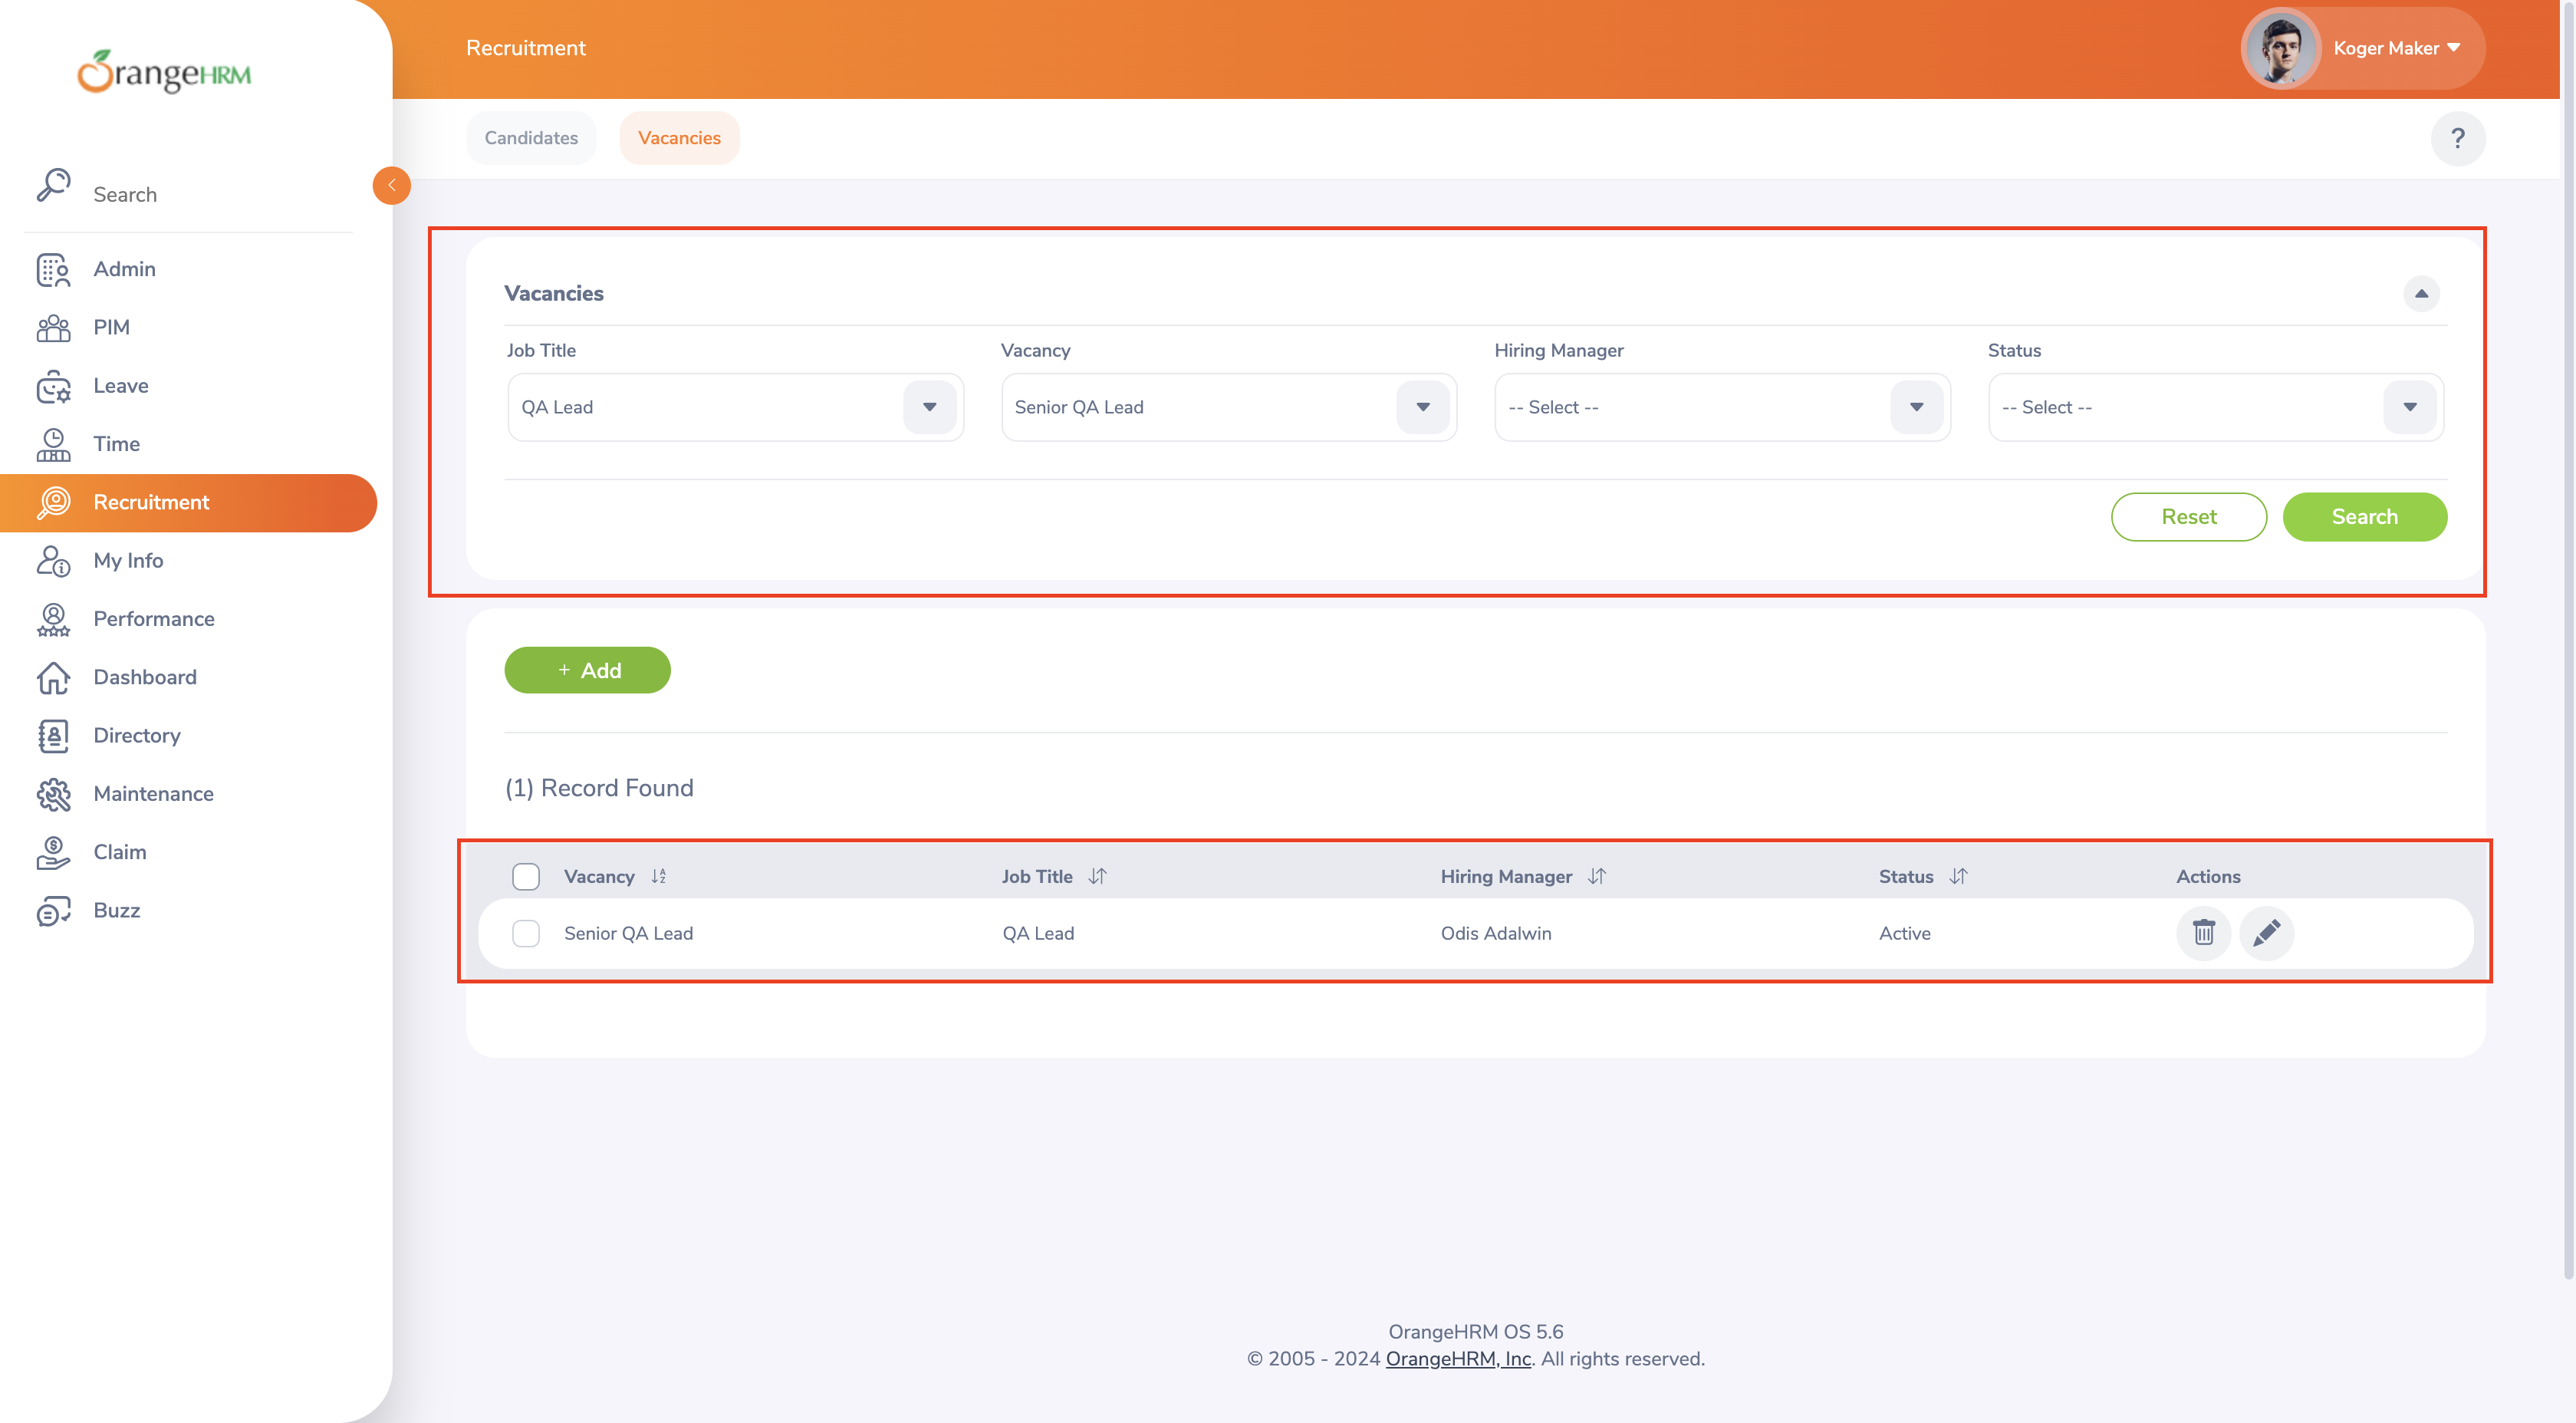 OrangeHRM
Recruitment
Koger Maker
Candidates
Vacancies
?
Search
Admin
PIM
Leave
Time
Recruitment
My Info
Performance
Dashboard
Directory
Maintenance
Claim
Buzz
Vacancies
Job Title
Vacancy
Hiring Manager
Status
QA Lead
Senior QA Lead
-- Select --
-- Select --
Reset
Search
+ Add
(1) Record Found
Vacancy
Job Title
Hiring Manager
Status
Actions
Senior QA Lead
QA Lead
Odis Adalwin
Active
OrangeHRM OS 5.6
© 2005 - 2024 OrangeHRM, Inc. All rights reserved.